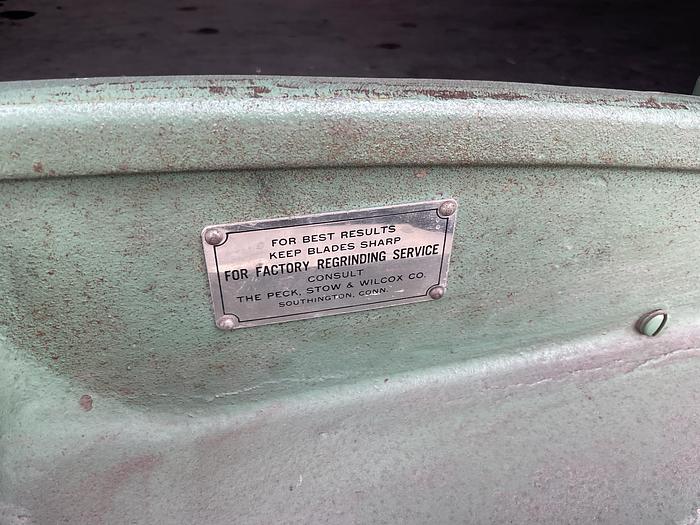 FOR BEST RESULTS
KEEP BLADES SHARP
FOR FACTORY REGRINDING SERVICE
CONSULT
THE PECK, STOW & WILCOX CO.
SOUTHINGTON, CONN.